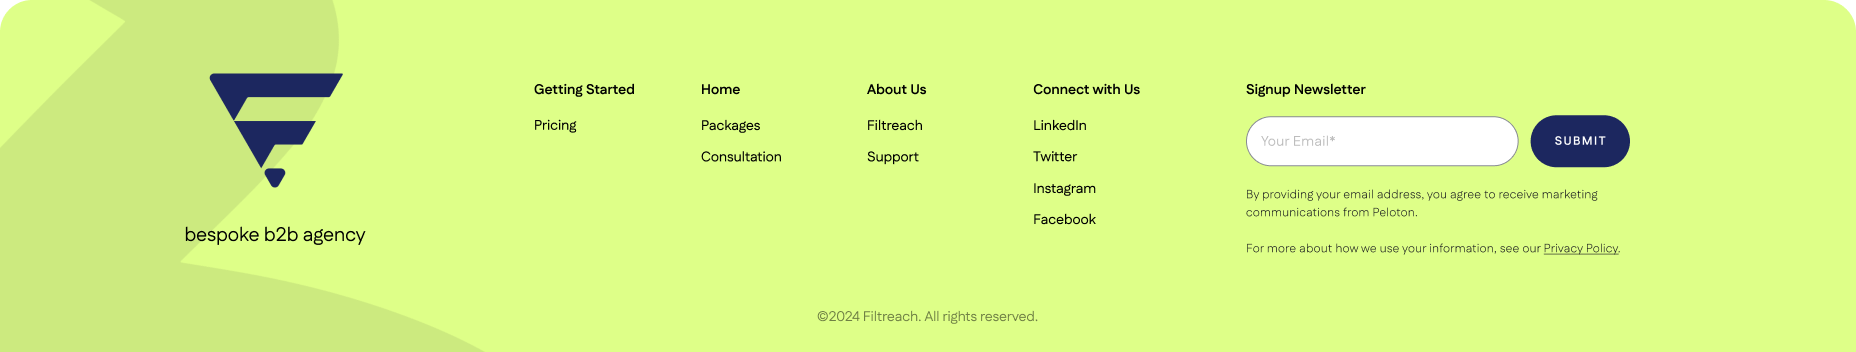 bespoke b2b agency
Getting Started
Pricing
Home
Packages
Consultation
About Us
Filtreach
Support
Connect with Us
LinkedIn
Twitter
Instagram
Facebook
Signup Newsletter
Your Email*
SUBMIT
By providing your email address, you agree to receive marketing
communications from Peloton.
For more about how we use your information, see our Privacy Policy.
©2024 Filtreach. All rights reserved.